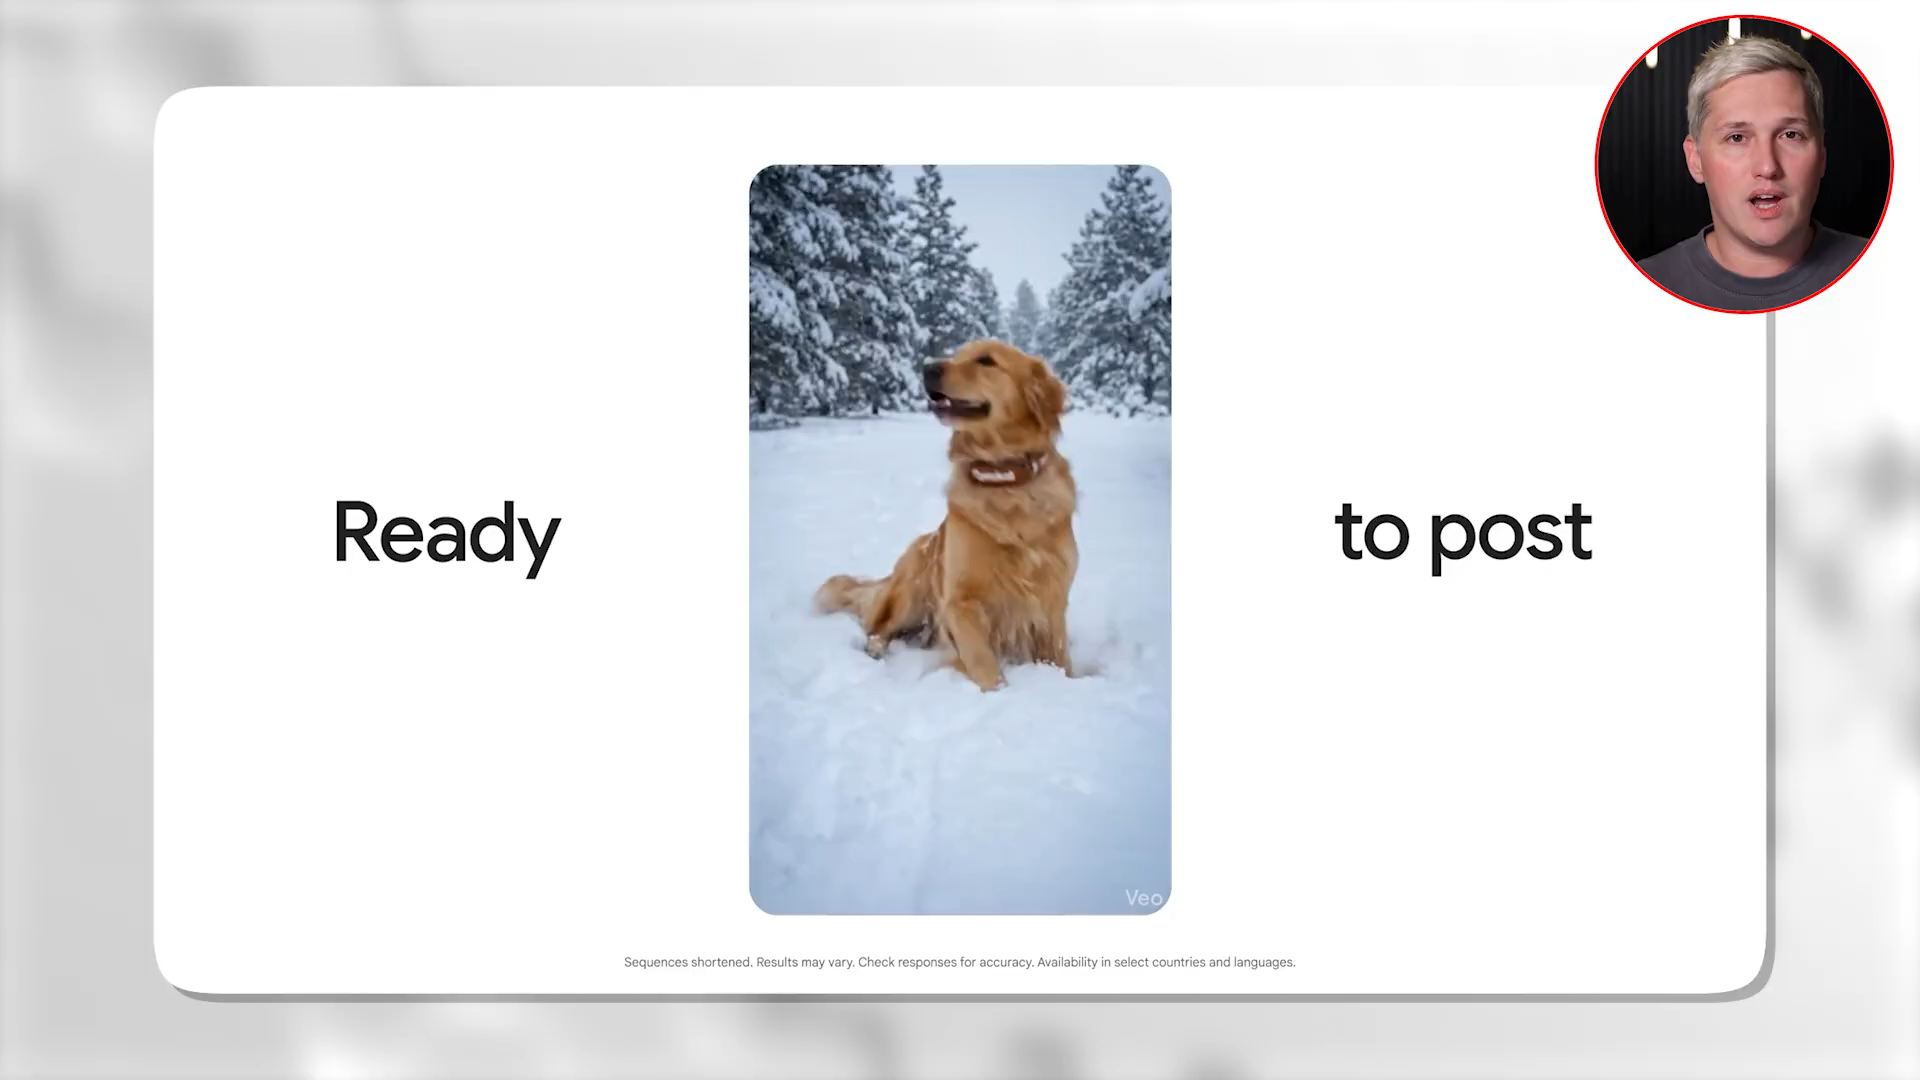 Ready
to post
Veo
Sequences shortened. Results may vary. Check responses for accuracy. Availability in select countries and languages.